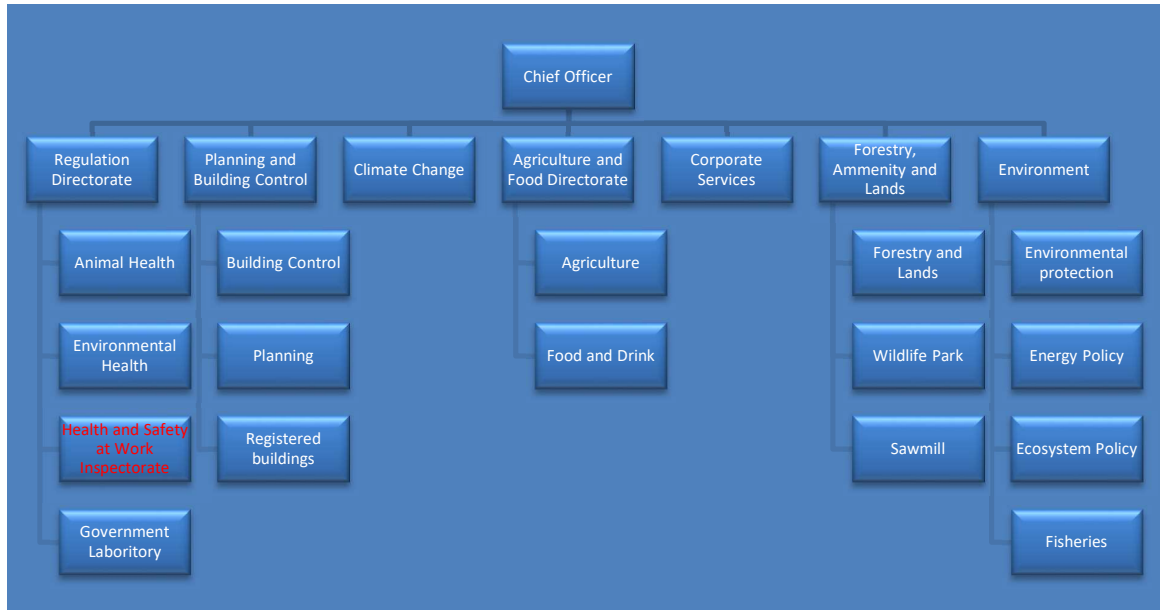 Chief Officer
Regulation
Directorate
Planning and
Building Control
Climate Change
Agriculture and
Food Directorate
Corporate
Services
Forestry,
Ammenity and
Lands
Environment
Animal Health
Environmental
Health
Health and Safety
at Work
Inspectorate
Government
Laboritory
Building Control
Planning
Registered
buildings
Agriculture
Food and Drink
Forestry and
Lands
Wildlife Park
Sawmill
Environmental
protection
Energy Policy
Ecosystem Policy
Fisheries